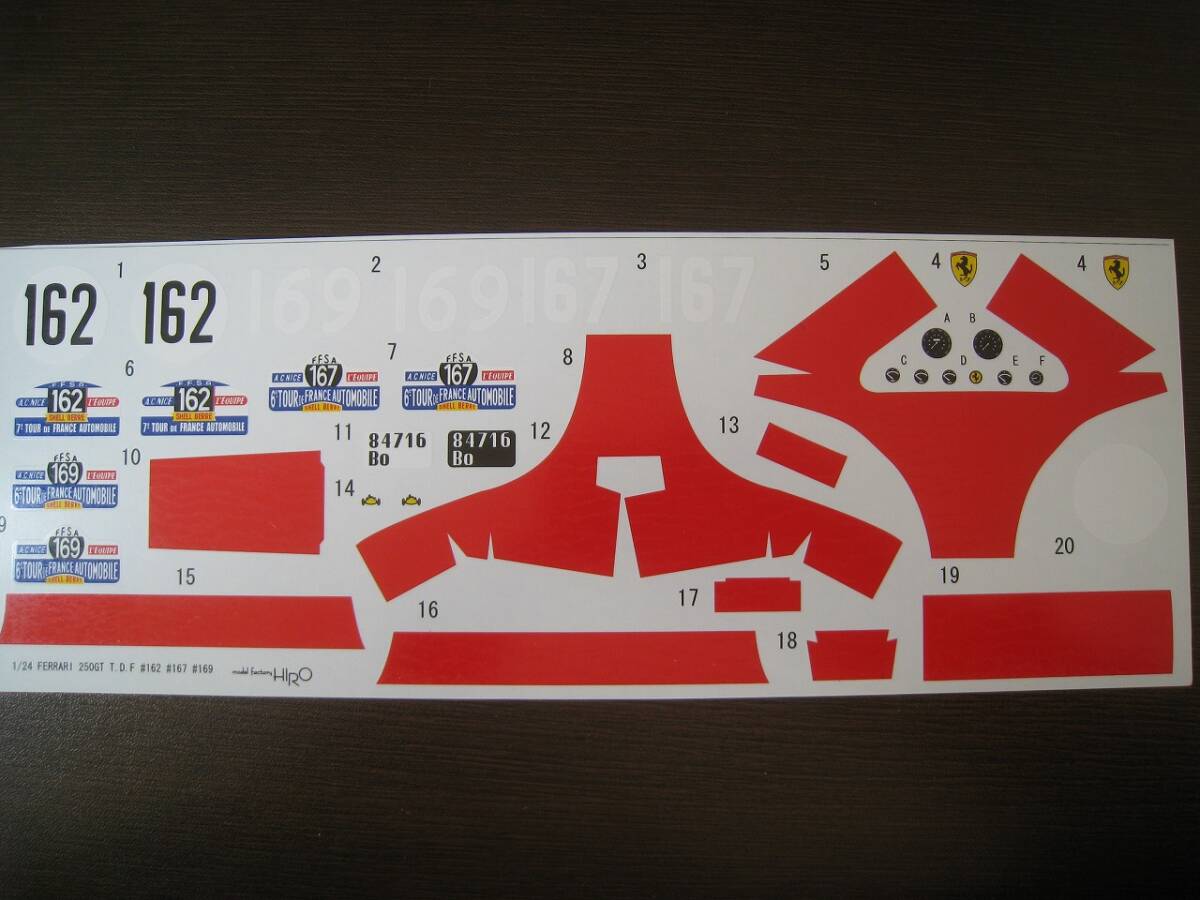 1
2
3
5
4
4
162
162
169
169
167
167
A B
C D E F
6
7
8
F.F.S.A
A.C.NICE 162 L'EQUIPE
SHELL BERRE
7e TOUR DE FRANCE AUTOMOBILE
F.F.S.A
A.C.NICE 162 L'EQUIPE
SHELL BERRE
7e TOUR DE FRANCE AUTOMOBILE
F.F.S.A
A.C.NICE 167 L'EQUIPE
6e TOUR DE FRANCE AUTOMOBILE
SHELL BERRE
F.F.S.A
A.C.NICE 167 L'EQUIPE
6e TOUR DE FRANCE AUTOMOBILE
SHELL BERRE
11
84716
Bo
84716
Bo
12
13
10
F.F.S.A
A.C.NICE 169 L'EQUIPE
6e TOUR DE FRANCE AUTOMOBILE
SHELL BERRE
14
9
F.F.S.A
A.C.NICE 169 L'EQUIPE
6e TOUR DE FRANCE AUTOMOBILE
SHELL BERRE
15
16
17
18
19
20
1/24 FERRARI 250GT T.D.F #162 #167 #169
model factory HIRO